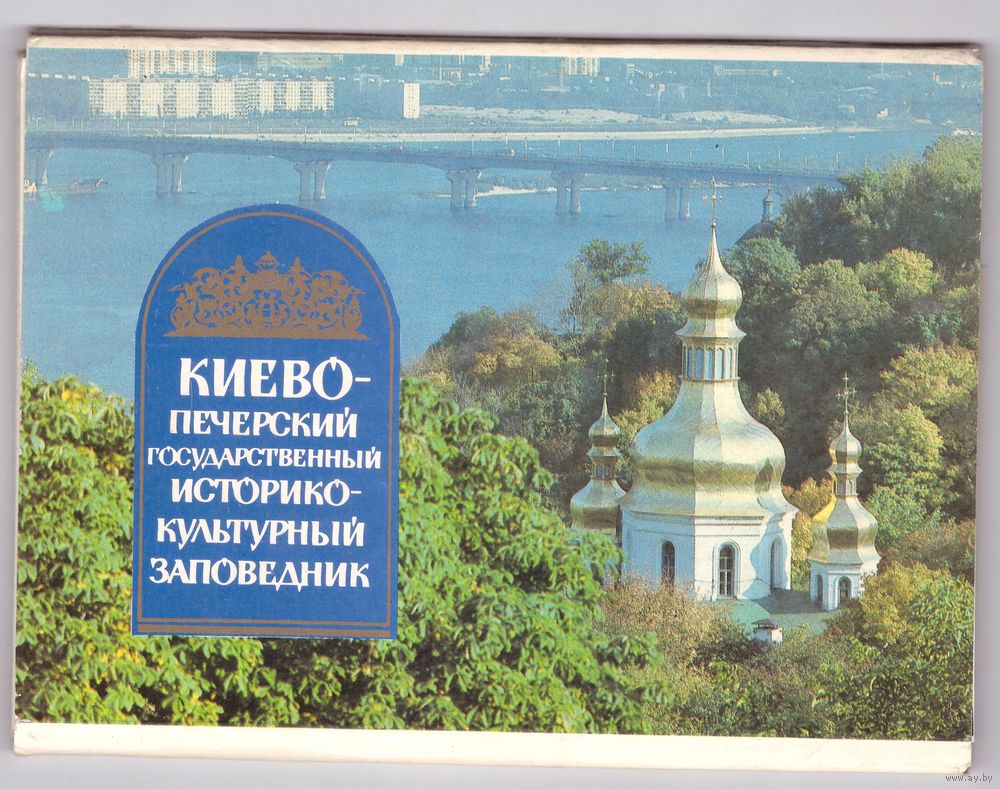 КИЕВО-
ПЕЧЕРСКИЙ
ГОСУДАРСТВЕННЫЙ
ИСТОРИКО-
КУЛЬТУРНЫЙ
ЗАПОВЕДНИК
www.ay.by